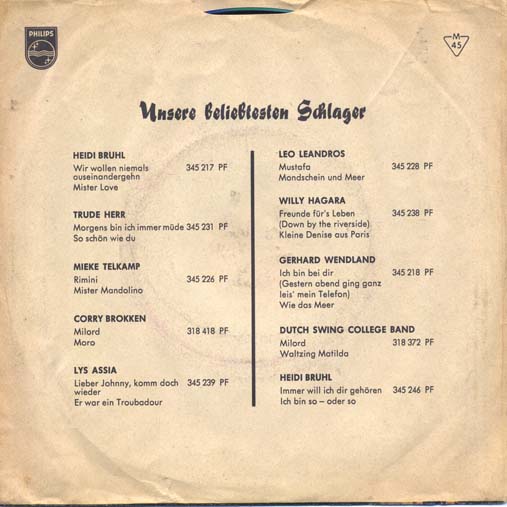 PHILIPS
M
45
Unsere beliebtesten Schlager
HEIDI BRUHL
Wir wollen niemals 345 217 PF
auseinandergehn
Mister Love
TRUDE HERR
Morgens bin ich immer müde 345 231 PF
So schön wie du
MIEKE TELKAMP
Rimini 345 226 PF
Mister Mandolino
CORRY BROKKEN
Milord 318 418 PF
Moro
LYS ASSIA
Lieber Johnny, komm doch 345 239 PF
wieder
Er war ein Troubadour
LEO LEANDROS
Mustafa 345 228 PF
Mondschein und Meer
WILLY HAGARA
Freunde für's Leben 345 238 PF
(Down by the riverside)
Kleine Denise aus Paris
GERHARD WENDLAND
Ich bin bei dir 345 218 PF
(Gestern abend ging ganz
leis' mein Telefon)
Wie das Meer
DUTCH SWING COLLEGE BAND
Milord 318 372 PF
Waltzing Matilda
HEIDI BRUHL
Immer will ich dir gehören 345 246 PF
Ich bin so – oder so